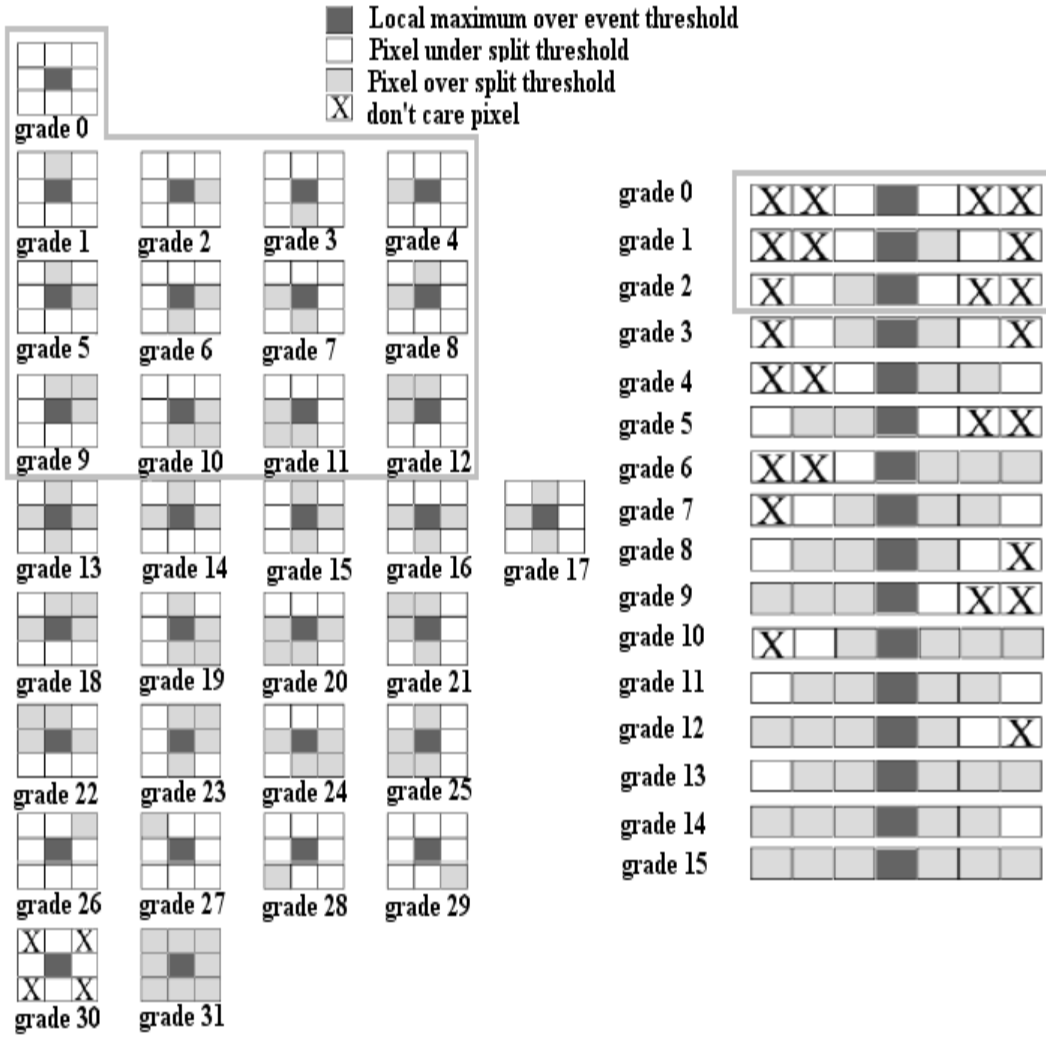 Local maximum over event threshold
Pixel under split threshold
Pixel over split threshold
X don't care pixel
grade 0
grade 1 grade 2 grade 3 grade 4
grade 5 grade 6 grade 7 grade 8
grade 9 grade 10 grade 11 grade 12
grade 13 grade 14 grade 15 grade 16 grade 17
grade 18 grade 19 grade 20 grade 21
grade 22 grade 23 grade 24 grade 25
grade 26 grade 27 grade 28 grade 29
X X
X X
grade 30 grade 31
grade 0 X X X X
grade 1 X X X
grade 2 X X X
grade 3 X X
grade 4 X X
grade 5 X X
grade 6 X X
grade 7 X
grade 8 X
grade 9 X X
grade 10 X
grade 11
grade 12 X
grade 13
grade 14
grade 15